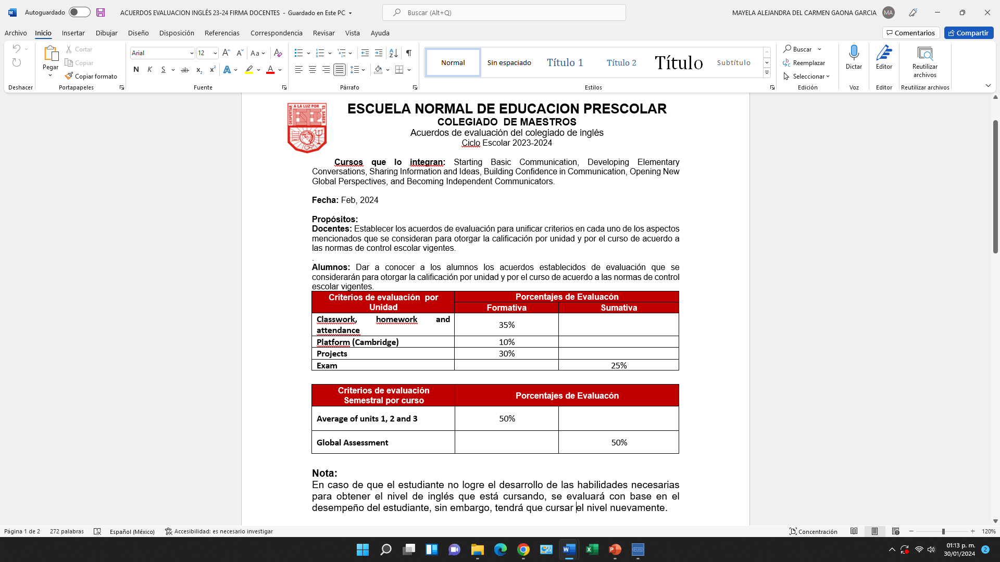 Autoguardado
ACUERDOS EVALUACION INGLÉS 23-24 FIRMA DOCENTES - Guardado en Este PC
Buscar (Alt+Q)
MAYELA ALEJANDRA DEL CARMEN GAONA GARCIA
MA
Archivo Inicio Insertar Dibujar Diseño Disposición Referencias Correspondencia Revisar Vista Ayuda
Comentarios Compartir
Pegar
Cortar
Copiar
Copiar formato
Arial 12
Aa
N K S ab x₂ x² A A
Normal Sin espaciado Título 1 Título 2 Título Subtítulo
Buscar
Reemplazar
Seleccionar
Dictar
Editor
Reutilizar
archivos
Deshacer Portapapeles Fuente Párrafo Estilos Edición Voz Editor Reutilizar archivos
DESPERTAR A LA LUZ POR EL SABER
ESCUELA NORMAL DE EDUCACION PRESCOLAR
COLEGIADO DE MAESTROS
Acuerdos de evaluación del colegiado de inglés
Ciclo Escolar 2023-2024
Cursos que lo integran: Starting Basic Communication, Developing Elementary
Conversations, Sharing Information and Ideas, Building Confidence in Communication, Opening New
Global Perspectives, and Becoming Independent Communicators.
Fecha: Feb, 2024
Propósitos:
Docentes: Establecer los acuerdos de evaluación para unificar criterios en cada uno de los aspectos
mencionados que se consideran para otorgar la calificación por unidad y por el curso de acuerdo a
las normas de control escolar vigentes.
.
Alumnos: Dar a conocer a los alumnos los acuerdos establecidos de evaluación que se
considerarán para otorgar la calificación por unidad y por el curso de acuerdo a las normas de control
escolar vigentes.
Criterios de evaluación por
Unidad
Porcentajes de Evaluacón
Formativa Sumativa
Classwork, homework and
attendance
35%
Platform (Cambridge) 10%
Projects 30%
Exam 25%
Criterios de evaluación
Semestral por curso
Porcentajes de Evaluacón
Average of units 1, 2 and 3 50%
Global Assessment 50%
Nota:
En caso de que el estudiante no logre el desarrollo de las habilidades necesarias
para obtener el nivel de inglés que está cursando, se evaluará con base en el
desempeño del estudiante, sin embargo, tendrá que cursar el nivel nuevamente.
Página 1 de 2 272 palabras Español (México) Accesibilidad: es necesario investigar
Concentración 120%
01:13 p. m.
30/01/2024
2